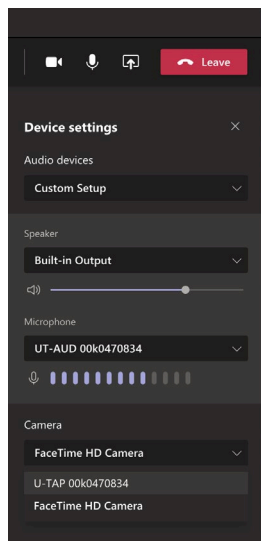 Leave
Device settings
Audio devices
Custom Setup
Speaker
Built-in Output
Microphone
UT-AUD 00k0470834
Camera
FaceTime HD Camera
U-TAP 00k0470834
FaceTime HD Camera